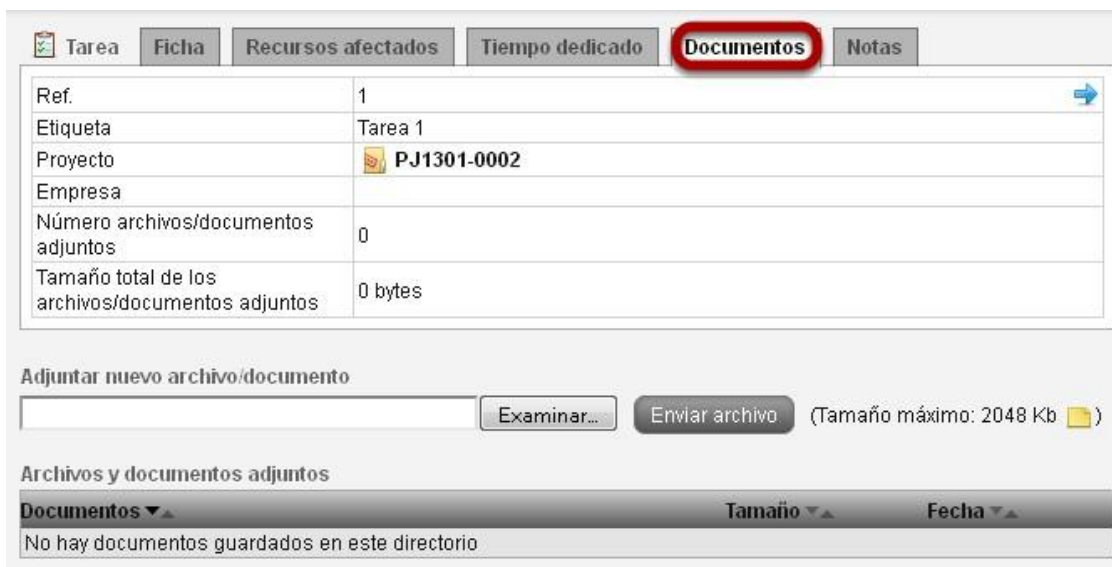 Tarea Ficha Recursos afectados Tiempo dedicado Documentos Notas
Ref. 1
Etiqueta Tarea 1
Proyecto PJ1301-0002
Empresa
Número archivos/documentos
adjuntos 0
Tamaño total de los
archivos/documentos adjuntos 0 bytes
Adjuntar nuevo archivo/documento
Examinar... Enviar archivo (Tamaño máximo: 2048 Kb )
Archivos y documentos adjuntos
Documentos Tamaño Fecha
No hay documentos guardados en este directorio